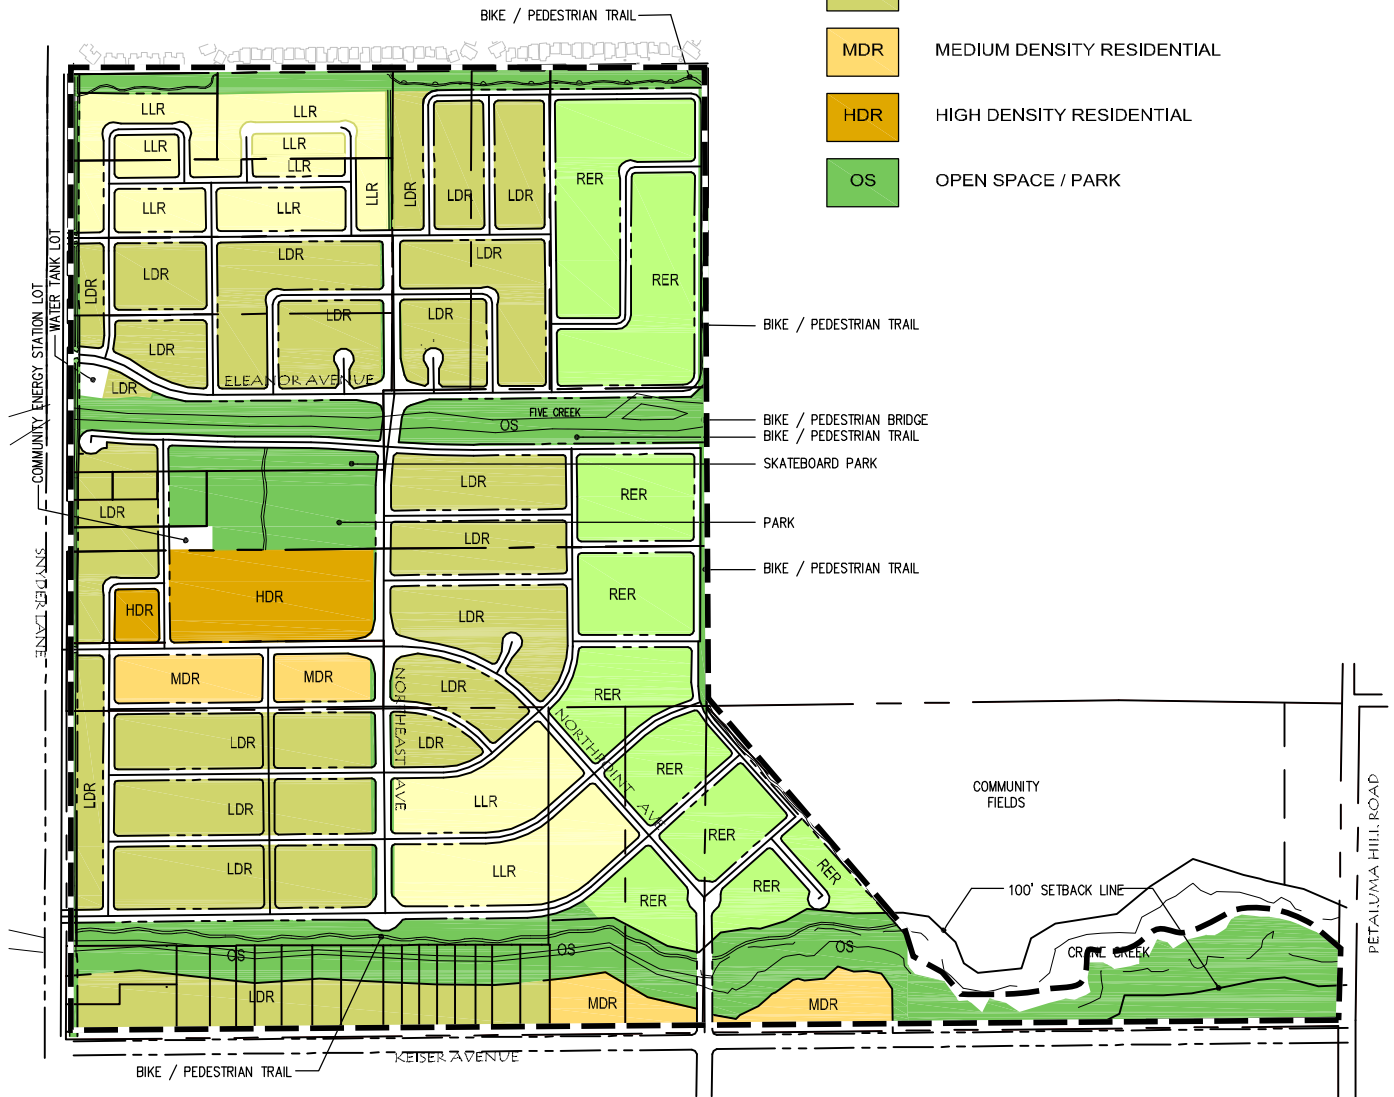 BIKE / PEDESTRIAN TRAIL
MDR MEDIUM DENSITY RESIDENTIAL
HDR HIGH DENSITY RESIDENTIAL
OS OPEN SPACE / PARK
LLR
LLR
LLR
LLR
LLR
LLR
LLR
LLR
LDR
LDR
LDR
RER
LDR
LDR
LDR
LDR
LDR
RER
LDR
LDR
LDR
LDR
ELEANOR AVENUE
WATER TANK LOT
COMMUNITY ENERGY STATION LOT
BIKE / PEDESTRIAN TRAIL
FIVE CREEK
OS
BIKE / PEDESTRIAN BRIDGE
BIKE / PEDESTRIAN TRAIL
SKATEBOARD PARK
LDR
RER
LDR
PARK
LDR
SNYDER LANE
BIKE / PEDESTRIAN TRAIL
HDR
HDR
LDR
RER
MDR
MDR
LDR
RER
NORTHEAST AVE
NORTHPOINT AVE
LDR
LDR
RER
LDR
LDR
LLR
RER
COMMUNITY
FIELDS
PETALUMA HILL ROAD
LDR
LLR
RER
RER
RER
100' SETBACK LINE
OS
OS
OS
CRANE CREEK
LDR
MDR
MDR
KEISER AVENUE
BIKE / PEDESTRIAN TRAIL